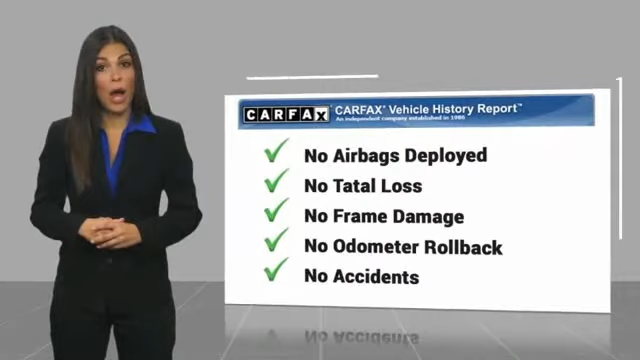 CARFAX CARFAX Vehicle History Report™
An independent company established in 1986
No Airbags Deployed
No Tatal Loss
No Frame Damage
No Odometer Rollback
No Accidents